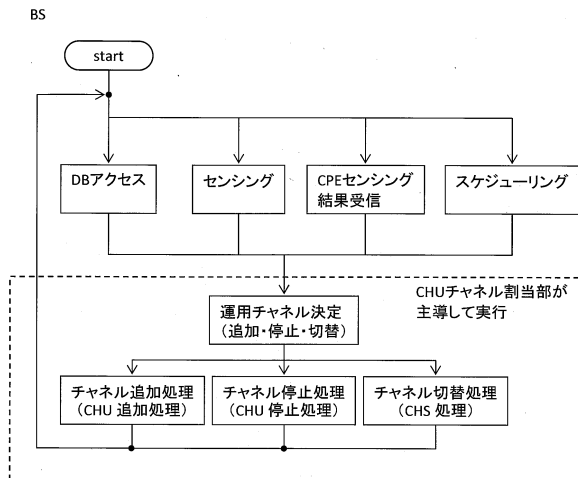 BS
start
DBアクセス
センシング
CPEセンシング
結果受信
スケジューリング
CHUチャネル割当部が
主導して実行
運用チャネル決定
（追加・停止・切替）
チャネル追加処理
（CHU 追加処理）
チャネル停止処理
（CHU 停止処理）
チャネル切替処理
（CHS 処理）